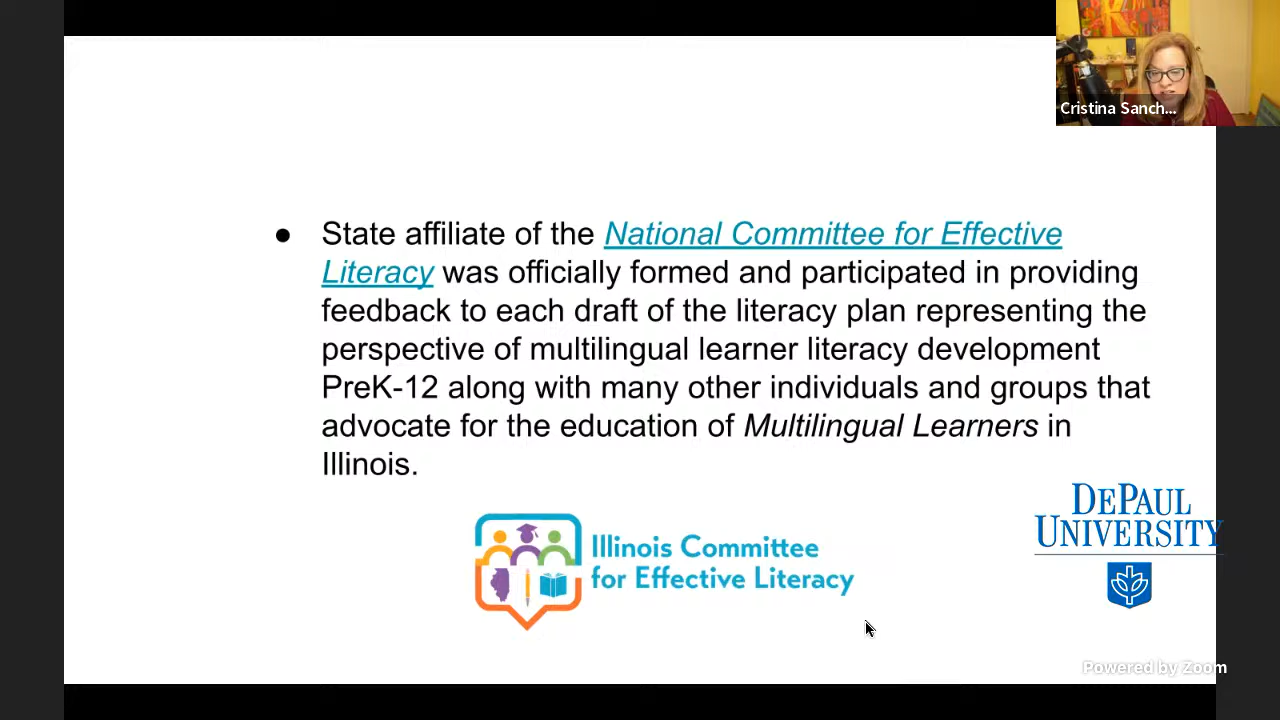 Cristina Sanch...
● State affiliate of the National Committee for Effective
Literacy was officially formed and participated in providing
feedback to each draft of the literacy plan representing the
perspective of multilingual learner literacy development
PreK-12 along with many other individuals and groups that
advocate for the education of Multilingual Learners in
Illinois.
Illinois Committee
for Effective Literacy
DEPAUL
UNIVERSITY
Powered by Zoom